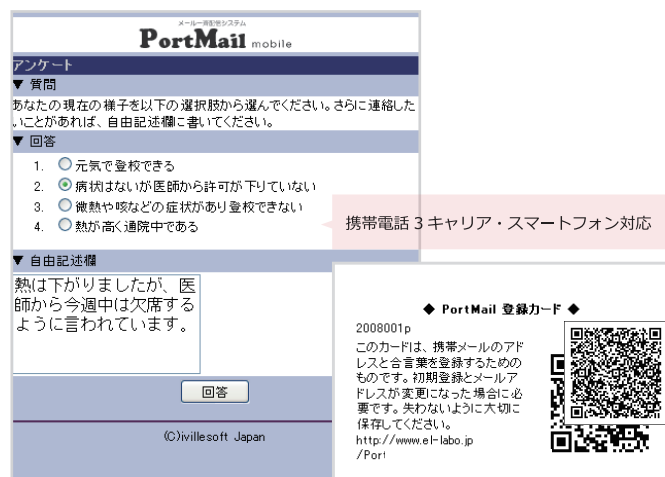 メール一斉配信システム
PortMail mobile
アンケート
▼ 質問
あなたの現在の様子を以下の選択肢から選んでください。さらに連絡した
いことがあれば、自由記述欄に書いてください。
▼ 回答
1. 元気で登校できる
2. 病状はないが医師から許可が下りていない
3. 微熱や咳などの症状があり登校できない
4. 熱が高く通院中である
携帯電話3キャリア・スマートフォン対応
▼ 自由記述欄
熱は下がりましたが、医
師から今週中は欠席する
ように言われています。
回答
(C)ivillesoft Japan
◆ PortMail 登録カード ◆
2008001p
このカードは、携帯メールのアド
レスと合言葉を登録するための
ものです。初期登録とメールア
ドレスが変更になった場合に必
要です。失わないように大切に
保存してください。
http://www.el-labo.jp
/Port